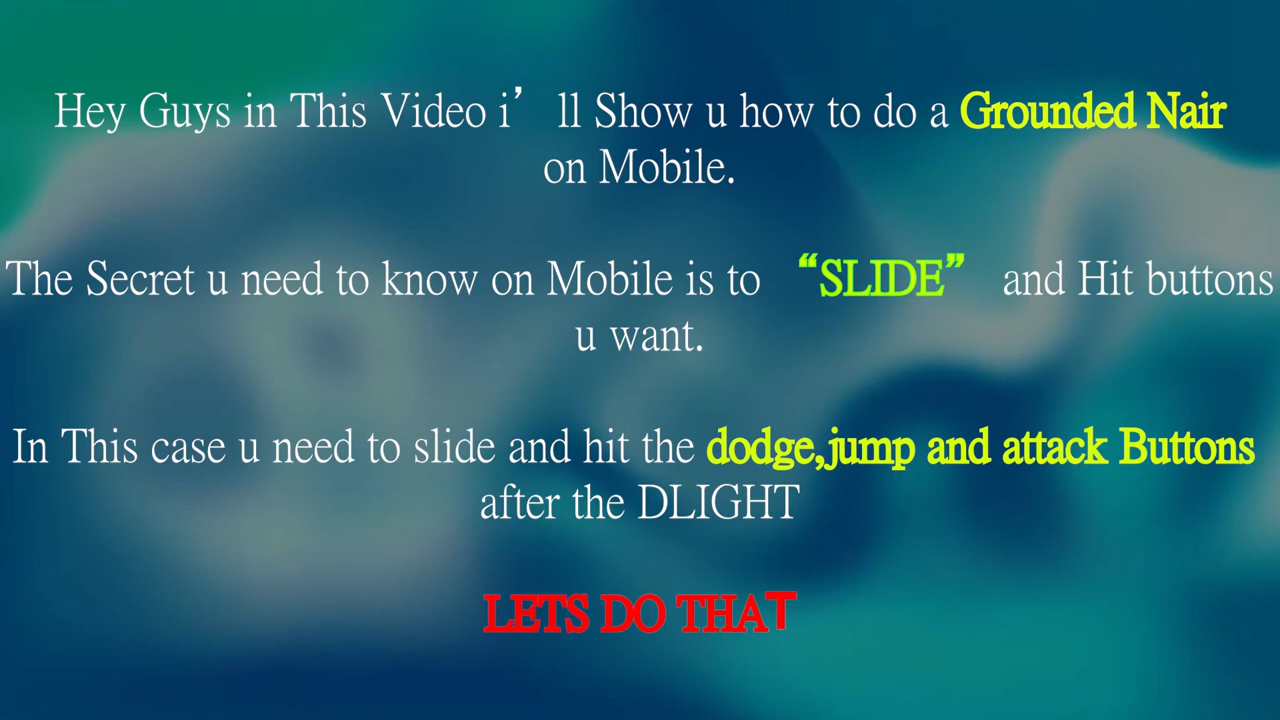 Hey Guys in This Video i’ll Show u how to do a Grounded Nair
on Mobile.
The Secret u need to know on Mobile is to “SLIDE” and Hit buttons
u want.
In This case u need to slide and hit the dodge,jump and attack Buttons
after the DLIGHT
LETS DO THAT